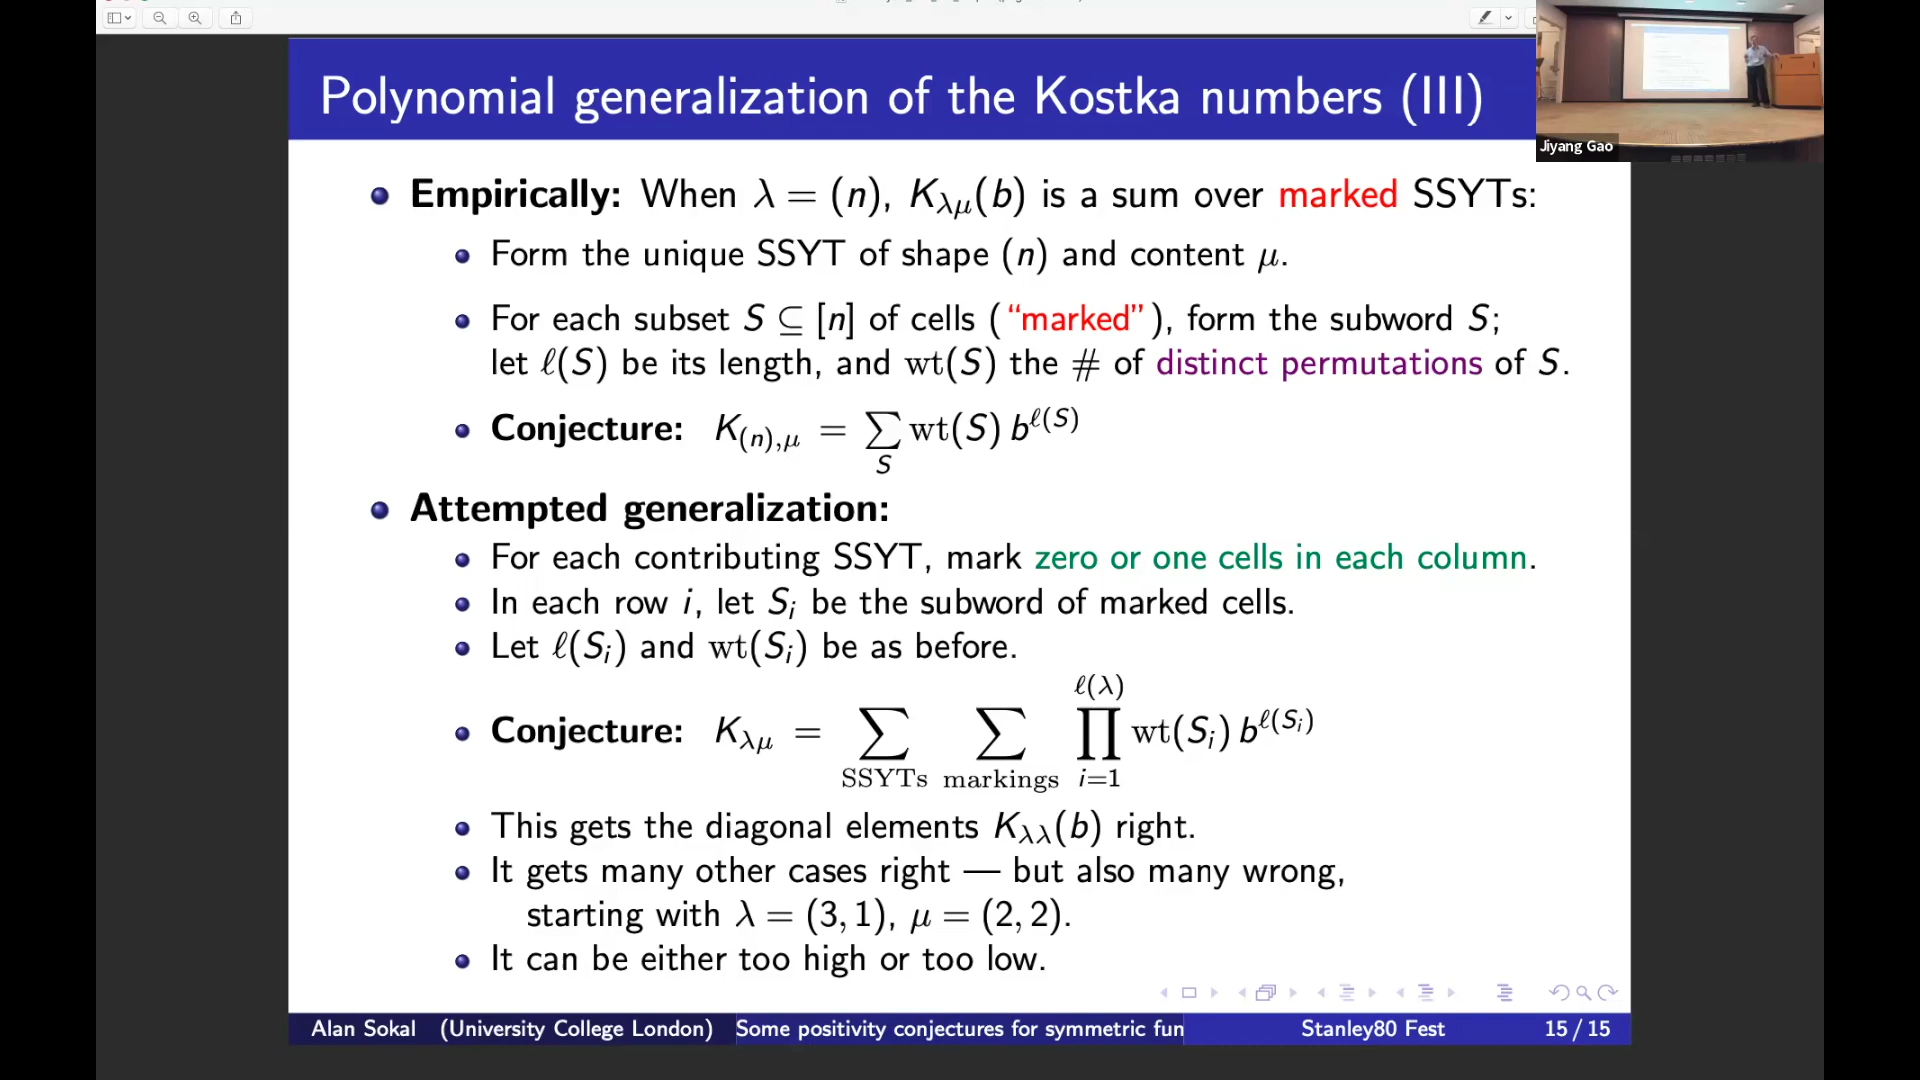 Polynomial generalization of the Kostka numbers (III)
Jiyang Gao
Empirically: When λ = (n), K_{λμ}(b) is a sum over marked SSYTs:
Form the unique SSYT of shape (n) and content μ.
For each subset S ⊆ [n] of cells (“marked”), form the subword S;
let ℓ(S) be its length, and wt(S) the # of distinct permutations of S.
Conjecture: K_{(n),μ} = ∑_S wt(S) b^{ℓ(S)}
Attempted generalization:
For each contributing SSYT, mark zero or one cells in each column.
In each row i, let S_i be the subword of marked cells.
Let ℓ(S_i) and wt(S_i) be as before.
Conjecture: K_{λμ} = ∑_{SSYTs} ∑_{markings} ∏_{i=1}^{ℓ(λ)} wt(S_i) b^{ℓ(S_i)}
This gets the diagonal elements K_{λλ}(b) right.
It gets many other cases right — but also many wrong,
starting with λ = (3, 1), μ = (2, 2).
It can be either too high or too low.
Alan Sokal (University College London) Some positivity conjectures for symmetric fun Stanley80 Fest 15 / 15